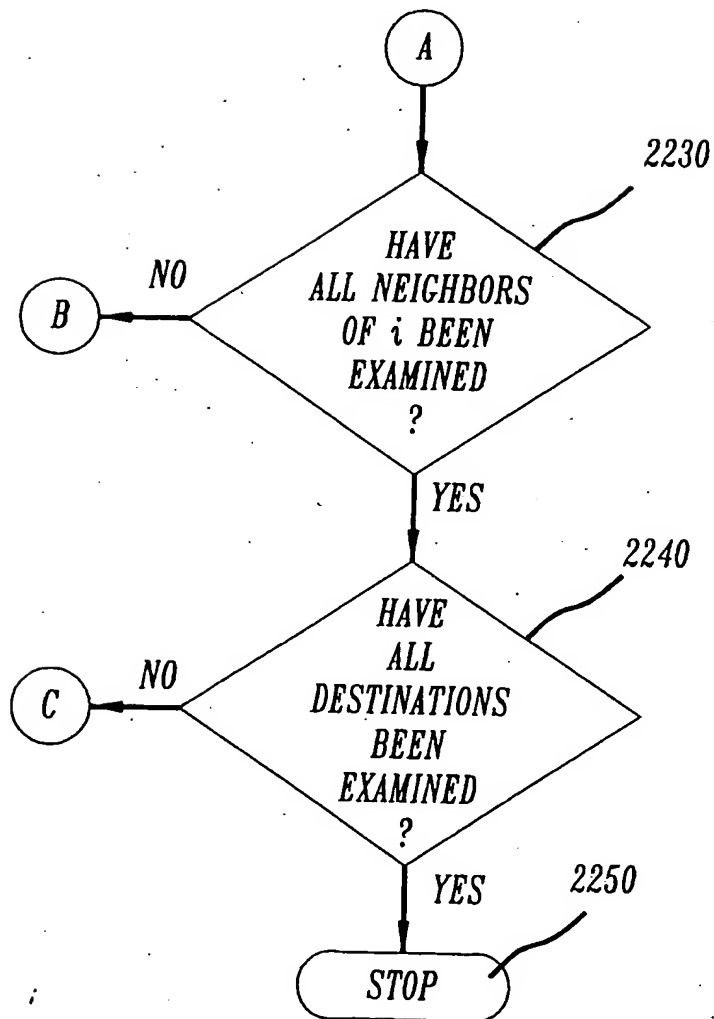 A
2230
HAVE
ALL NEIGHBORS
OF i BEEN
EXAMINED
?
NO
B
YES
2240
HAVE
ALL
DESTINATIONS
BEEN
EXAMINED
?
NO
C
YES
2250
STOP